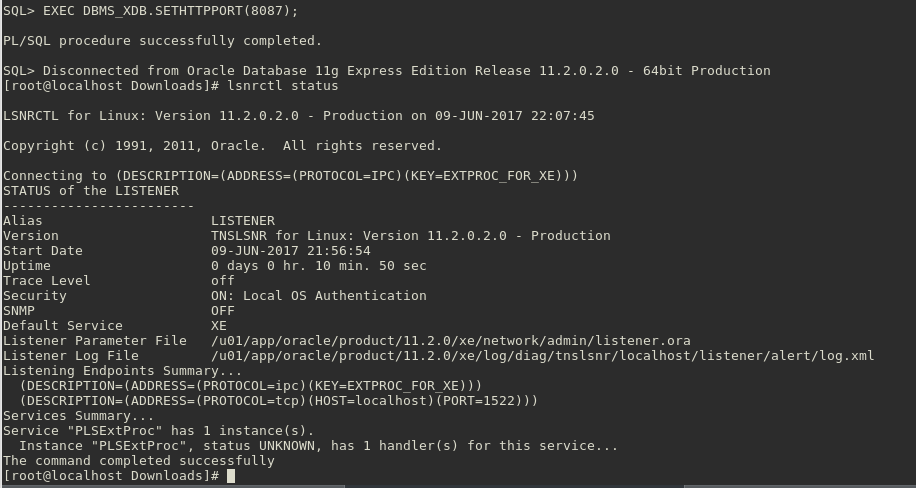 SQL> EXEC DBMS_XDB.SETHTTPPORT(8087);
PL/SQL procedure successfully completed.
SQL> Disconnected from Oracle Database 11g Express Edition Release 11.2.0.2.0 - 64bit Production
[root@localhost Downloads]# lsnrctl status
LSNRCTL for Linux: Version 11.2.0.2.0 - Production on 09-JUN-2017 22:07:45
Copyright (c) 1991, 2011, Oracle.  All rights reserved.
Connecting to (DESCRIPTION=(ADDRESS=(PROTOCOL=IPC)(KEY=EXTPROC_FOR_XE)))
STATUS of the LISTENER
------------------------
Alias                     LISTENER
Version                   TNSLSNR for Linux: Version 11.2.0.2.0 - Production
Start Date                09-JUN-2017 21:56:54
Uptime                    0 days 0 hr. 10 min. 50 sec
Trace Level               off
Security                  ON: Local OS Authentication
SNMP                      OFF
Default Service           XE
Listener Parameter File   /u01/app/oracle/product/11.2.0/xe/network/admin/listener.ora
Listener Log File         /u01/app/oracle/product/11.2.0/xe/log/diag/tnslsnr/localhost/listener/alert/log.xml
Listening Endpoints Summary...
  (DESCRIPTION=(ADDRESS=(PROTOCOL=ipc)(KEY=EXTPROC_FOR_XE)))
  (DESCRIPTION=(ADDRESS=(PROTOCOL=tcp)(HOST=localhost)(PORT=1522)))
Services Summary...
Service "PLSExtProc" has 1 instance(s).
  Instance "PLSExtProc", status UNKNOWN, has 1 handler(s) for this service...
The command completed successfully
[root@localhost Downloads]#